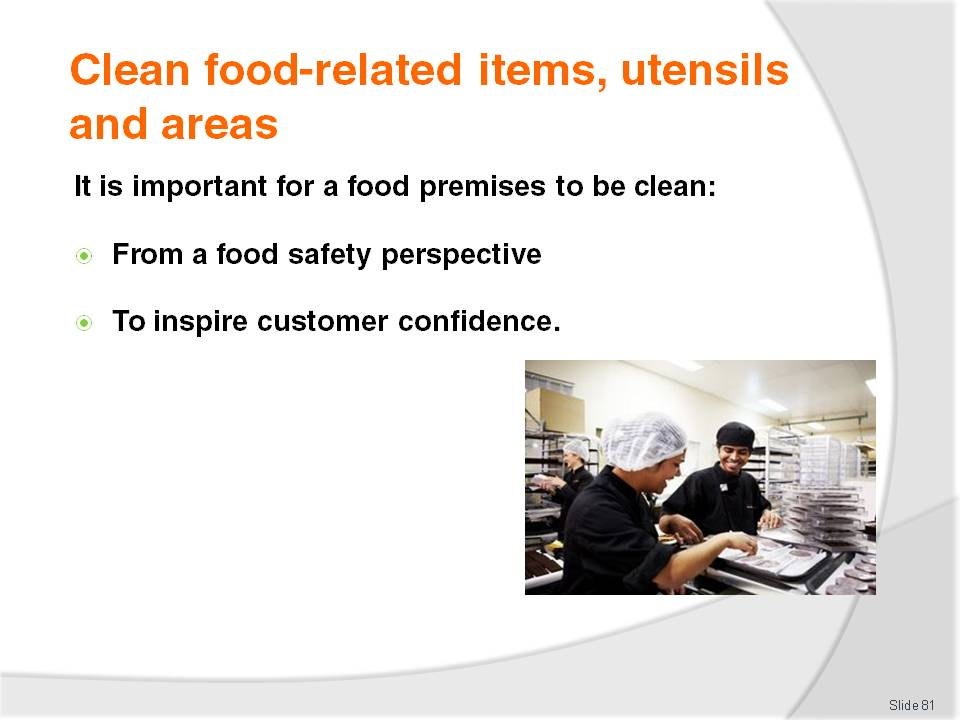 Clean food-related items, utensils
and areas
It is important for a food premises to be clean:
From a food safety perspective
To inspire customer confidence.
Slide 81